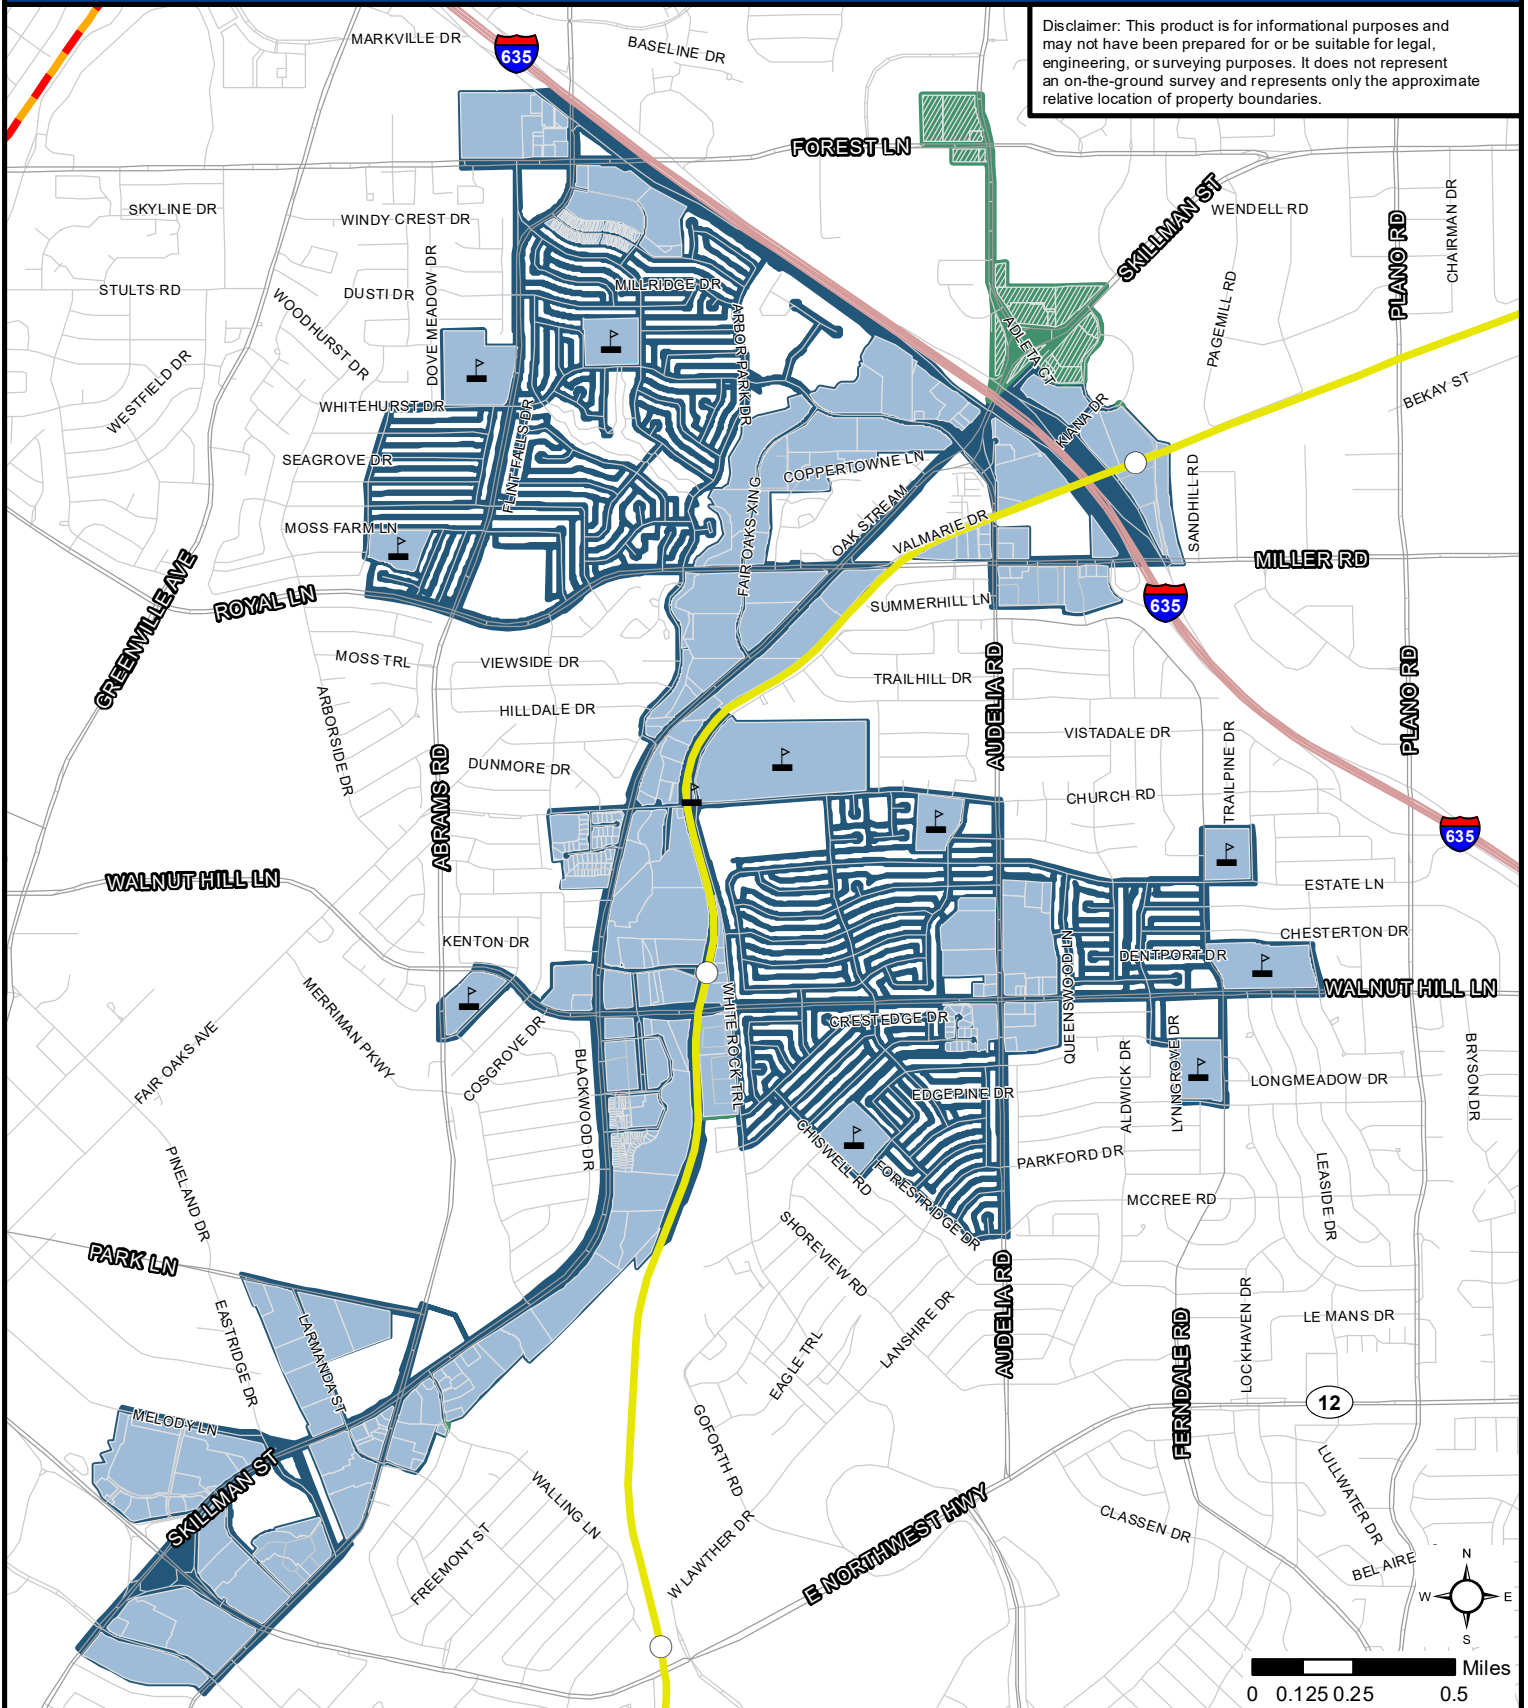 Disclaimer: This product is for informational purposes and
may not have been prepared for or be suitable for legal,
engineering, or surveying purposes. It does not represent
an on-the-ground survey and represents only the approximate
relative location of property boundaries.
MARKVILLE DR
635
BASELINE DR
FOREST LN
SKYLINE DR
WINDY CREST DR
SKILLMAN ST
WENDELL RD
PLANO RD
CHAIRMAN DR
STULTS RD
WOODHURST DR
DUSTI DR
DOVE MEADOW DR
MILLRIDGE DR
ARBOR PARK DR
ADLETA CT
PAGEMILL RD
WESTFIELD DR
WHITEHURST DR
FLINT FALLS DR
KIANA DR
BEKAY ST
SEAGROVE DR
COPPERTOWNE LN
FAIR OAKS XING
OAK STREAM
VALMARIE DR
SANDHILL RD
MOSS FARM LN
MILLER RD
GREENVILLE AVE
ROYAL LN
SUMMERHILL LN
635
MOSS TRL
VIEWSIDE DR
TRAILHILL DR
AUDELIA RD
PLANO RD
ARBORSIDE DR
HILLDALE DR
VISTADALE DR
TRAILPINE DR
ABRAMS RD
DUNMORE DR
CHURCH RD
635
WALNUT HILL LN
ESTATE LN
KENTON DR
QUEENSWOOD LN
CHESTERTON DR
DENTPORT DR
WALNUT HILL LN
MERRIMAN PKWY
WHITE ROCK TRL
CRESTEDGE DR
FAIR OAKS AVE
COSGROVE DR
BLACKWOOD DR
ALDWICK DR
LYNNGROVE DR
BRYSON DR
EDGEPINE DR
LONGMEADOW DR
PINELAND DR
CHISWELL RD
FORESTRIDGE DR
PARKFORD DR
LEASIDE DR
MCCREE RD
PARK LN
SHOREVIEW RD
AUDELIA RD
EASTRIDGE DR
LARMANDA ST
EAGLE TRL
LANSHIRE DR
FERNDALE RD
LOCKHAVEN DR
LE MANS DR
12
MELODY LN
GOFORTH RD
SKILLMAN ST
WALLING LN
LULLWATER DR
E NORTHWEST HWY
CLASSEN DR
FREEMONT ST
W LAWTHER DR
BEL AIRE
N
W
E
S
Miles
0 0.125 0.25 0.5